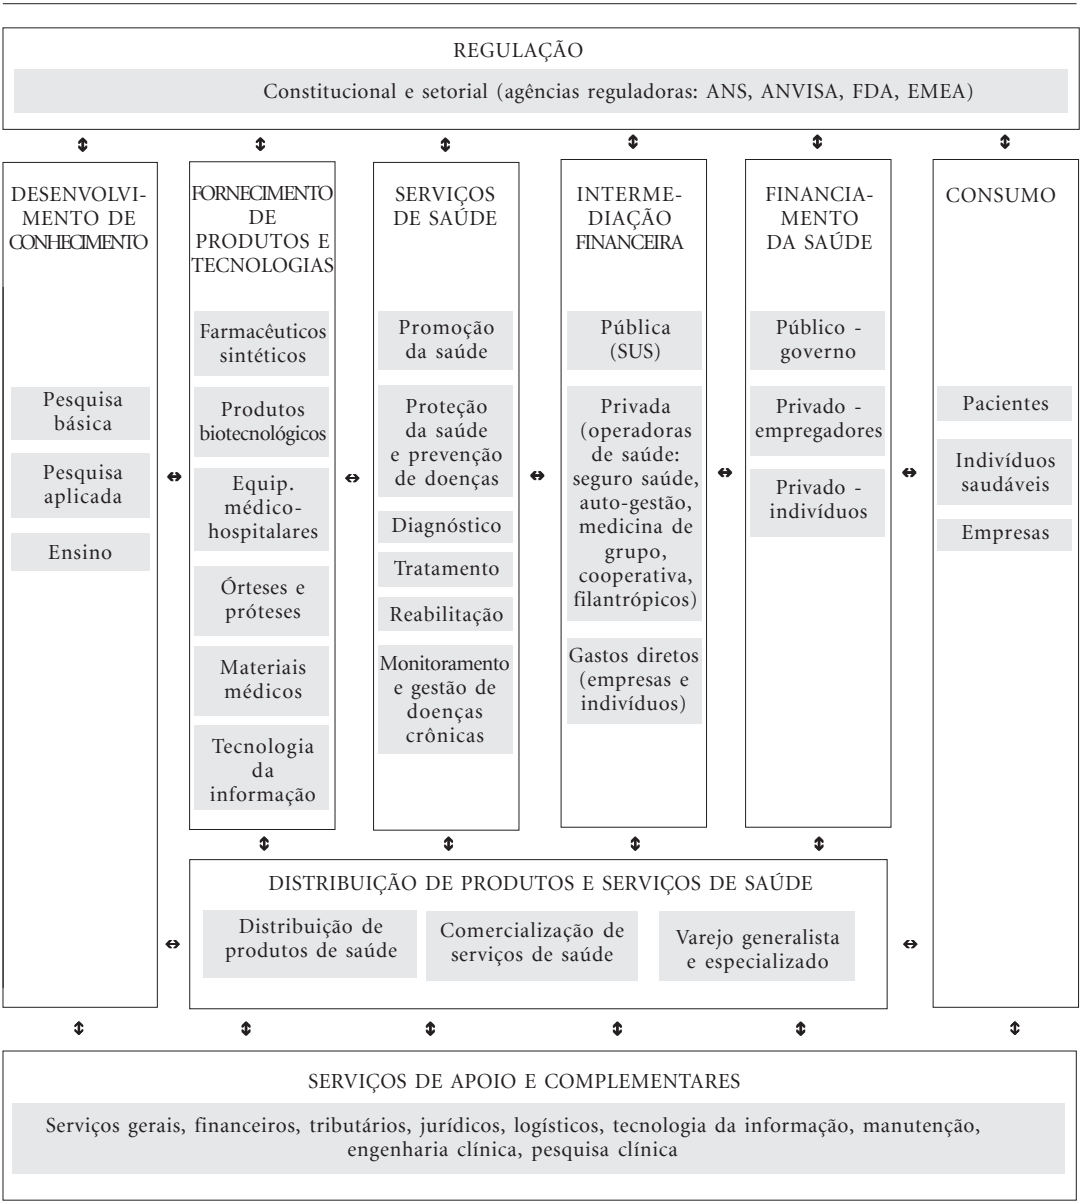 REGULAÇÃO
Constitucional e setorial (agências reguladoras: ANS, ANVISA, FDA, EMEA)
DESENVOLVI-
MENTO DE
CONHECIMENTO
Pesquisa
básica
Pesquisa
aplicada
Ensino
FORNECIMENTO
DE
PRODUTOS E
TECNOLOGIAS
Farmacêuticos
sintéticos
Produtos
biotecnológicos
Equip.
médico-
hospitalares
Órteses e
próteses
Materiais
médicos
Tecnologia
da
informação
SERVIÇOS
DE SAÚDE
Promoção
da saúde
Proteção
da saúde
e prevenção
de doenças
Diagnóstico
Tratamento
Reabilitação
Monitoramento
e gestão de
doenças
crônicas
INTERME-
DIAÇÃO
FINANCEIRA
Pública
(SUS)
Privada
(operadoras
de saúde:
seguro saúde,
auto-gestão,
medicina de
grupo,
cooperativa,
filantrópicos)
Gastos diretos
(empresas e
indivíduos)
FINANCIA-
MENTO
DA SAÚDE
Público -
governo
Privado -
empregadores
Privado -
indivíduos
CONSUMO
Pacientes
Indivíduos
saudáveis
Empresas
DISTRIBUIÇÃO DE PRODUTOS E SERVIÇOS DE SAÚDE
Distribuição de
produtos de saúde
Comercialização de
serviços de saúde
Varejo generalista
e especializado
SERVIÇOS DE APOIO E COMPLEMENTARES
Serviços gerais, financeiros, tributários, jurídicos, logísticos, tecnologia da informação, manutenção,
engenharia clínica, pesquisa clínica